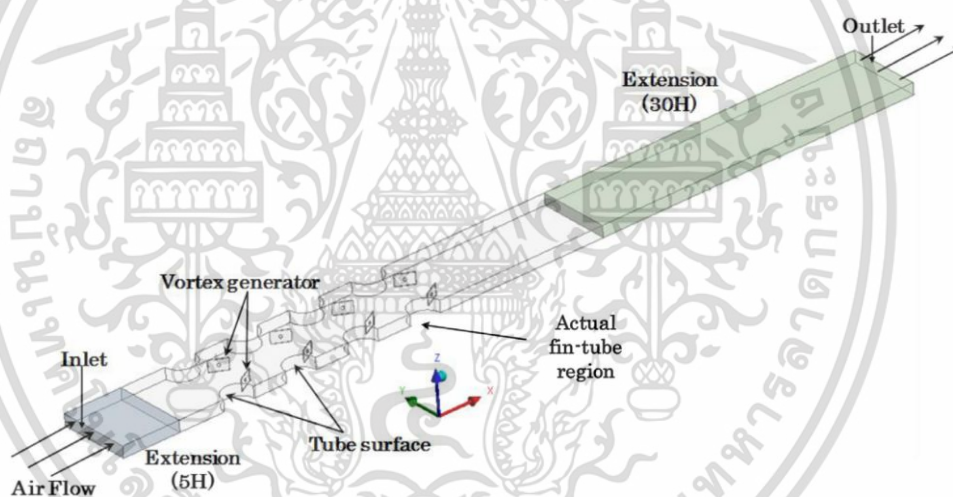 Outlet
Extension
(30H)
Vortex generator
Inlet
Actual
fin-tube
region
Z
Y
X
Tube surface
Extension
(5H)
Air Flow